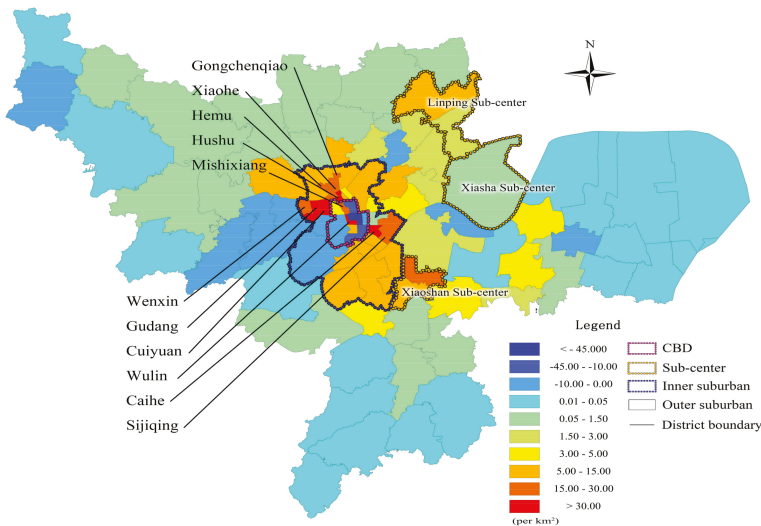 Gongchenqiao
Xiaohe
Hemu
Hushu
Mishixiang
N
Linping Sub-center
Xiasha Sub-center
Xiaoshan Sub-center
Wenxin
Gudang
Cuiyuan
Wulin
Caihe
Sijiqing
Legend
< - 45.000
-45.00 - -10.00
-10.00 - 0.00
0.01 - 0.05
0.05 - 1.50
1.50 - 3.00
3.00 - 5.00
5.00 - 15.00
15.00 - 30.00
> 30.00
(per km²)
CBD
Sub-center
Inner suburban
Outer suburban
District boundary